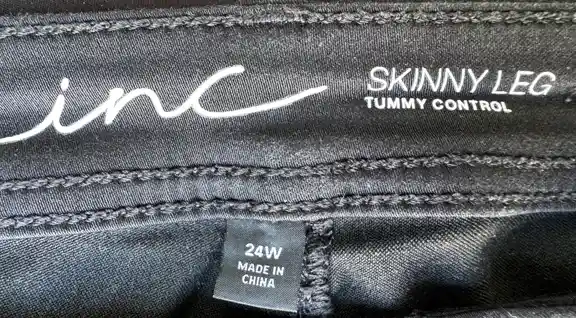 inc
SKINNY LEG
TUMMY CONTROL
24W
MADE IN
CHINA